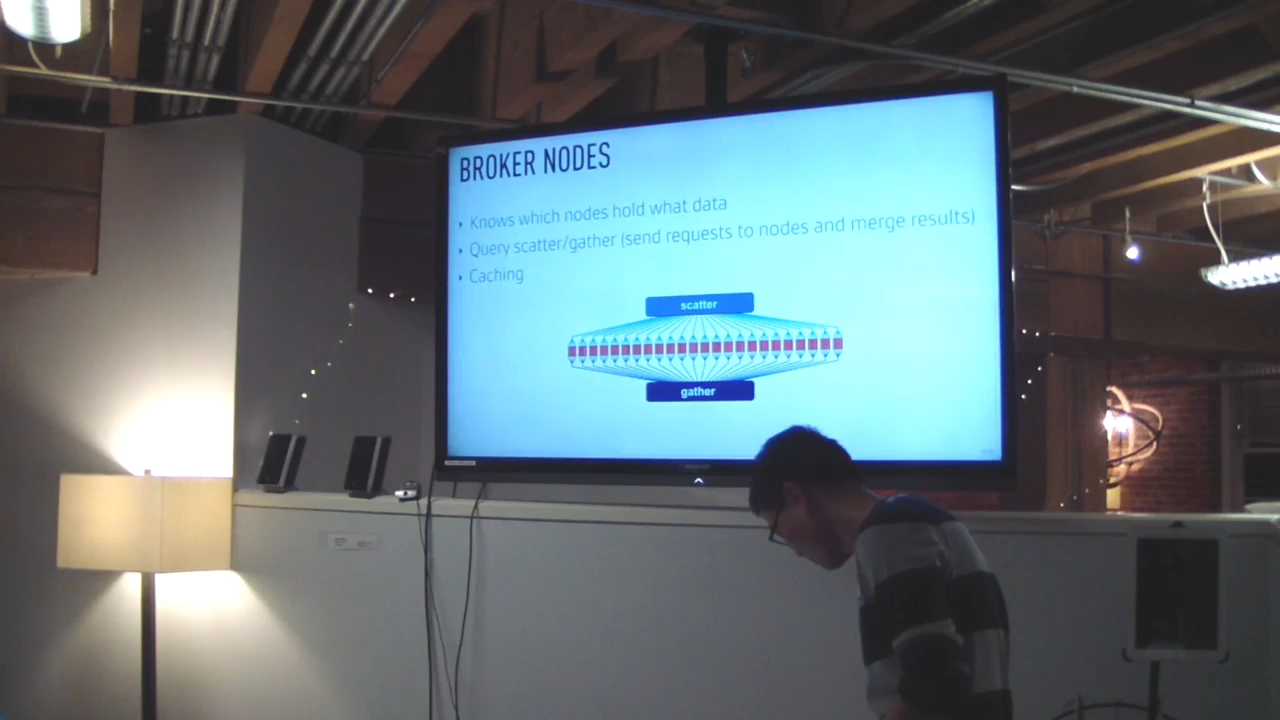 BROKER NODES
‣ Knows which nodes hold what data
‣ Query scatter/gather (send requests to nodes and merge results)
‣ Caching
scatter
gather